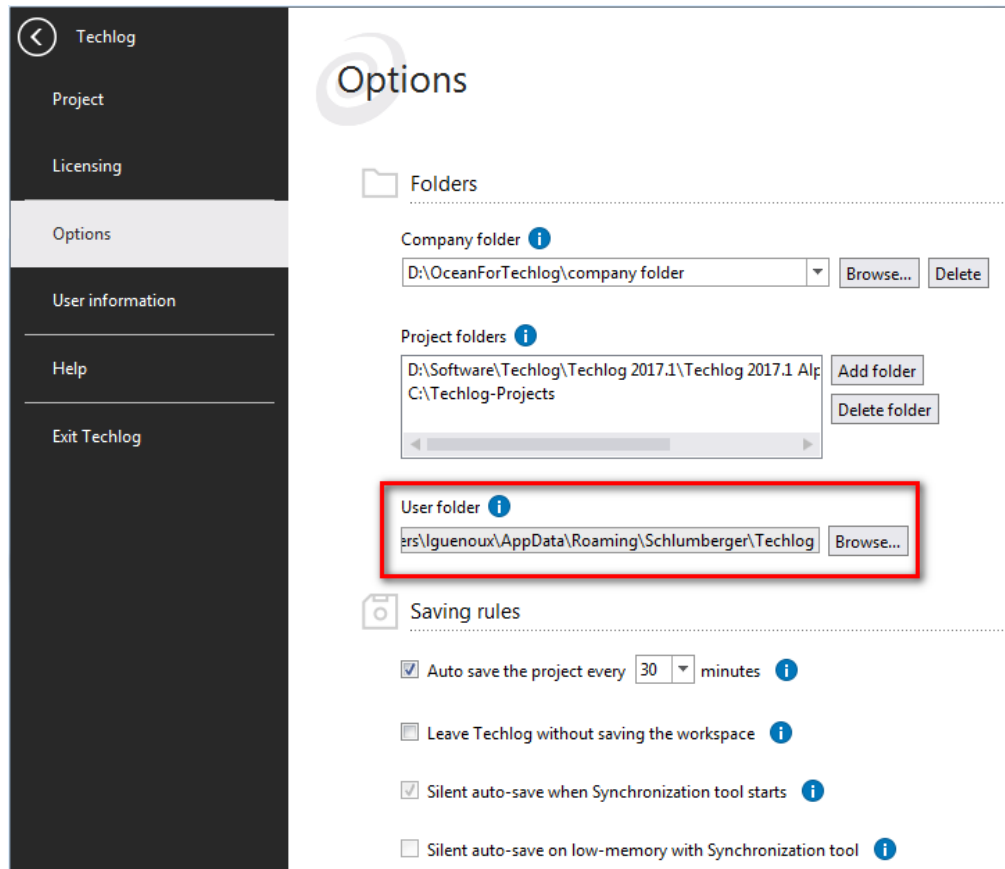 Techlog
Project
Licensing
Options
User information
Help
Exit Techlog
Options
Folders
Company folder
D:\OceanForTechlog\company folder
Browse...
Delete
Project folders
D:\Software\Techlog\Techlog 2017.1\Techlog 2017.1 Alp
C:\Techlog-Projects
Add folder
Delete folder
User folder
ers\lguenoux\AppData\Roaming\Schlumberger\Techlog
Browse...
Saving rules
Auto save the project every 30 minutes
Leave Techlog without saving the workspace
Silent auto-save when Synchronization tool starts
Silent auto-save on low-memory with Synchronization tool